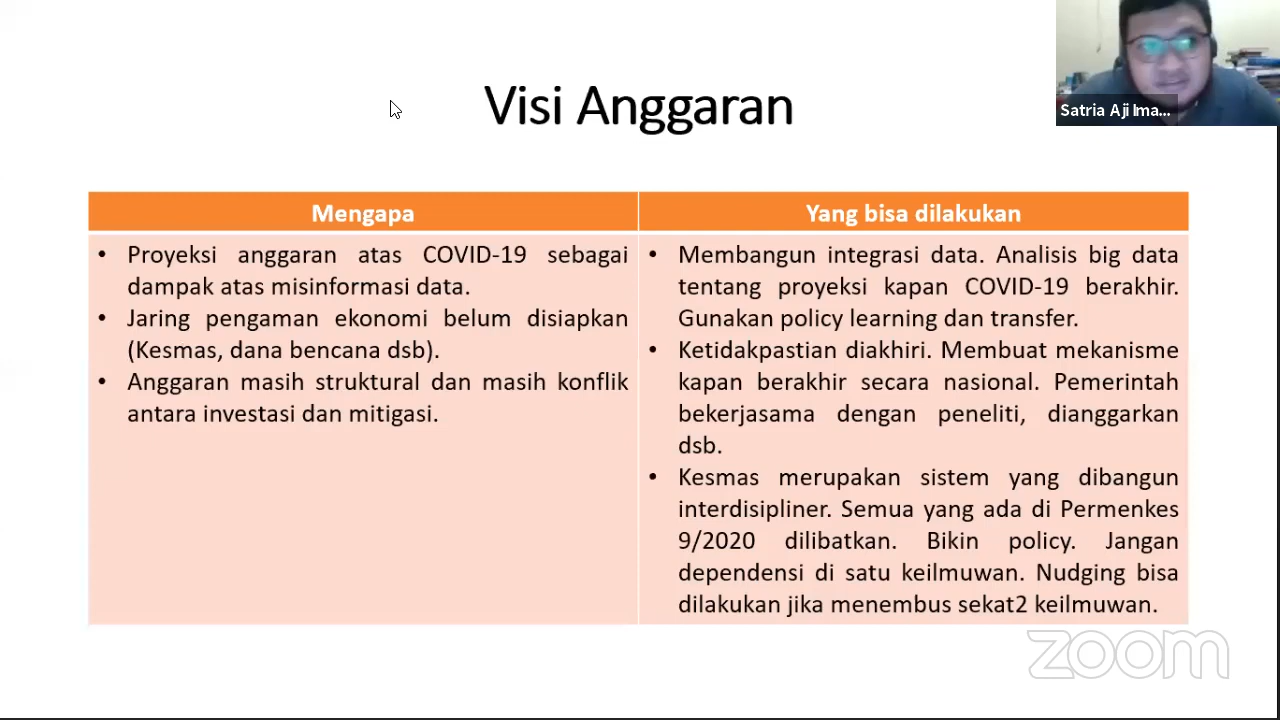 Visi Anggaran
Satria Aji Ima...
Mengapa
Yang bisa dilakukan
• Proyeksi anggaran atas COVID-19 sebagai
dampak atas misinformasi data.
• Jaring pengaman ekonomi belum disiapkan
(Kesmas, dana bencana dsb).
• Anggaran masih struktural dan masih konflik
antara investasi dan mitigasi.
• Membangun integrasi data. Analisis big data
tentang proyeksi kapan COVID-19 berakhir.
Gunakan policy learning dan transfer.
• Ketidakpastian diakhiri. Membuat mekanisme
kapan berakhir secara nasional. Pemerintah
bekerjasama dengan peneliti, dianggarkan
dsb.
• Kesmas merupakan sistem yang dibangun
interdisipliner. Semua yang ada di Permenkes
9/2020 dilibatkan. Bikin policy. Jangan
dependensi di satu keilmuwan. Nudging bisa
dilakukan jika menembus sekat2 keilmuwan.
zoom